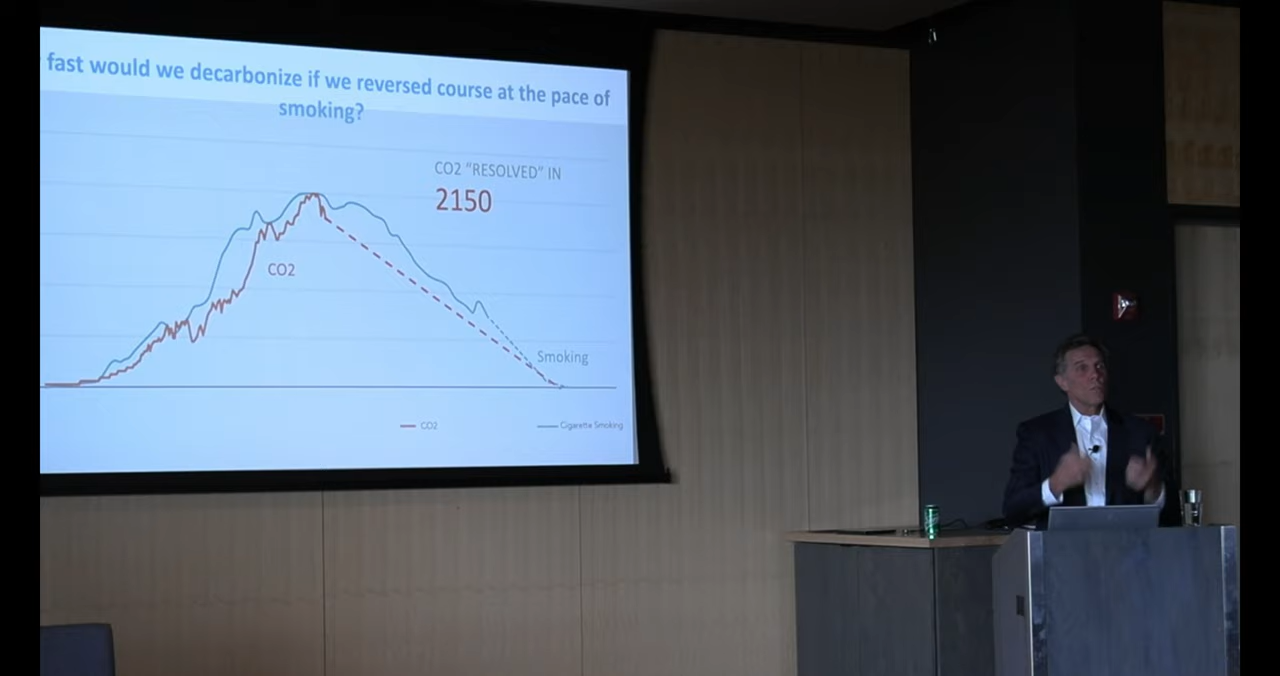 fast would we decarbonize if we reversed course at the pace of
smoking?
CO2 "RESOLVED" IN
2150
CO2
Smoking
CO2
Cigarette Smoking